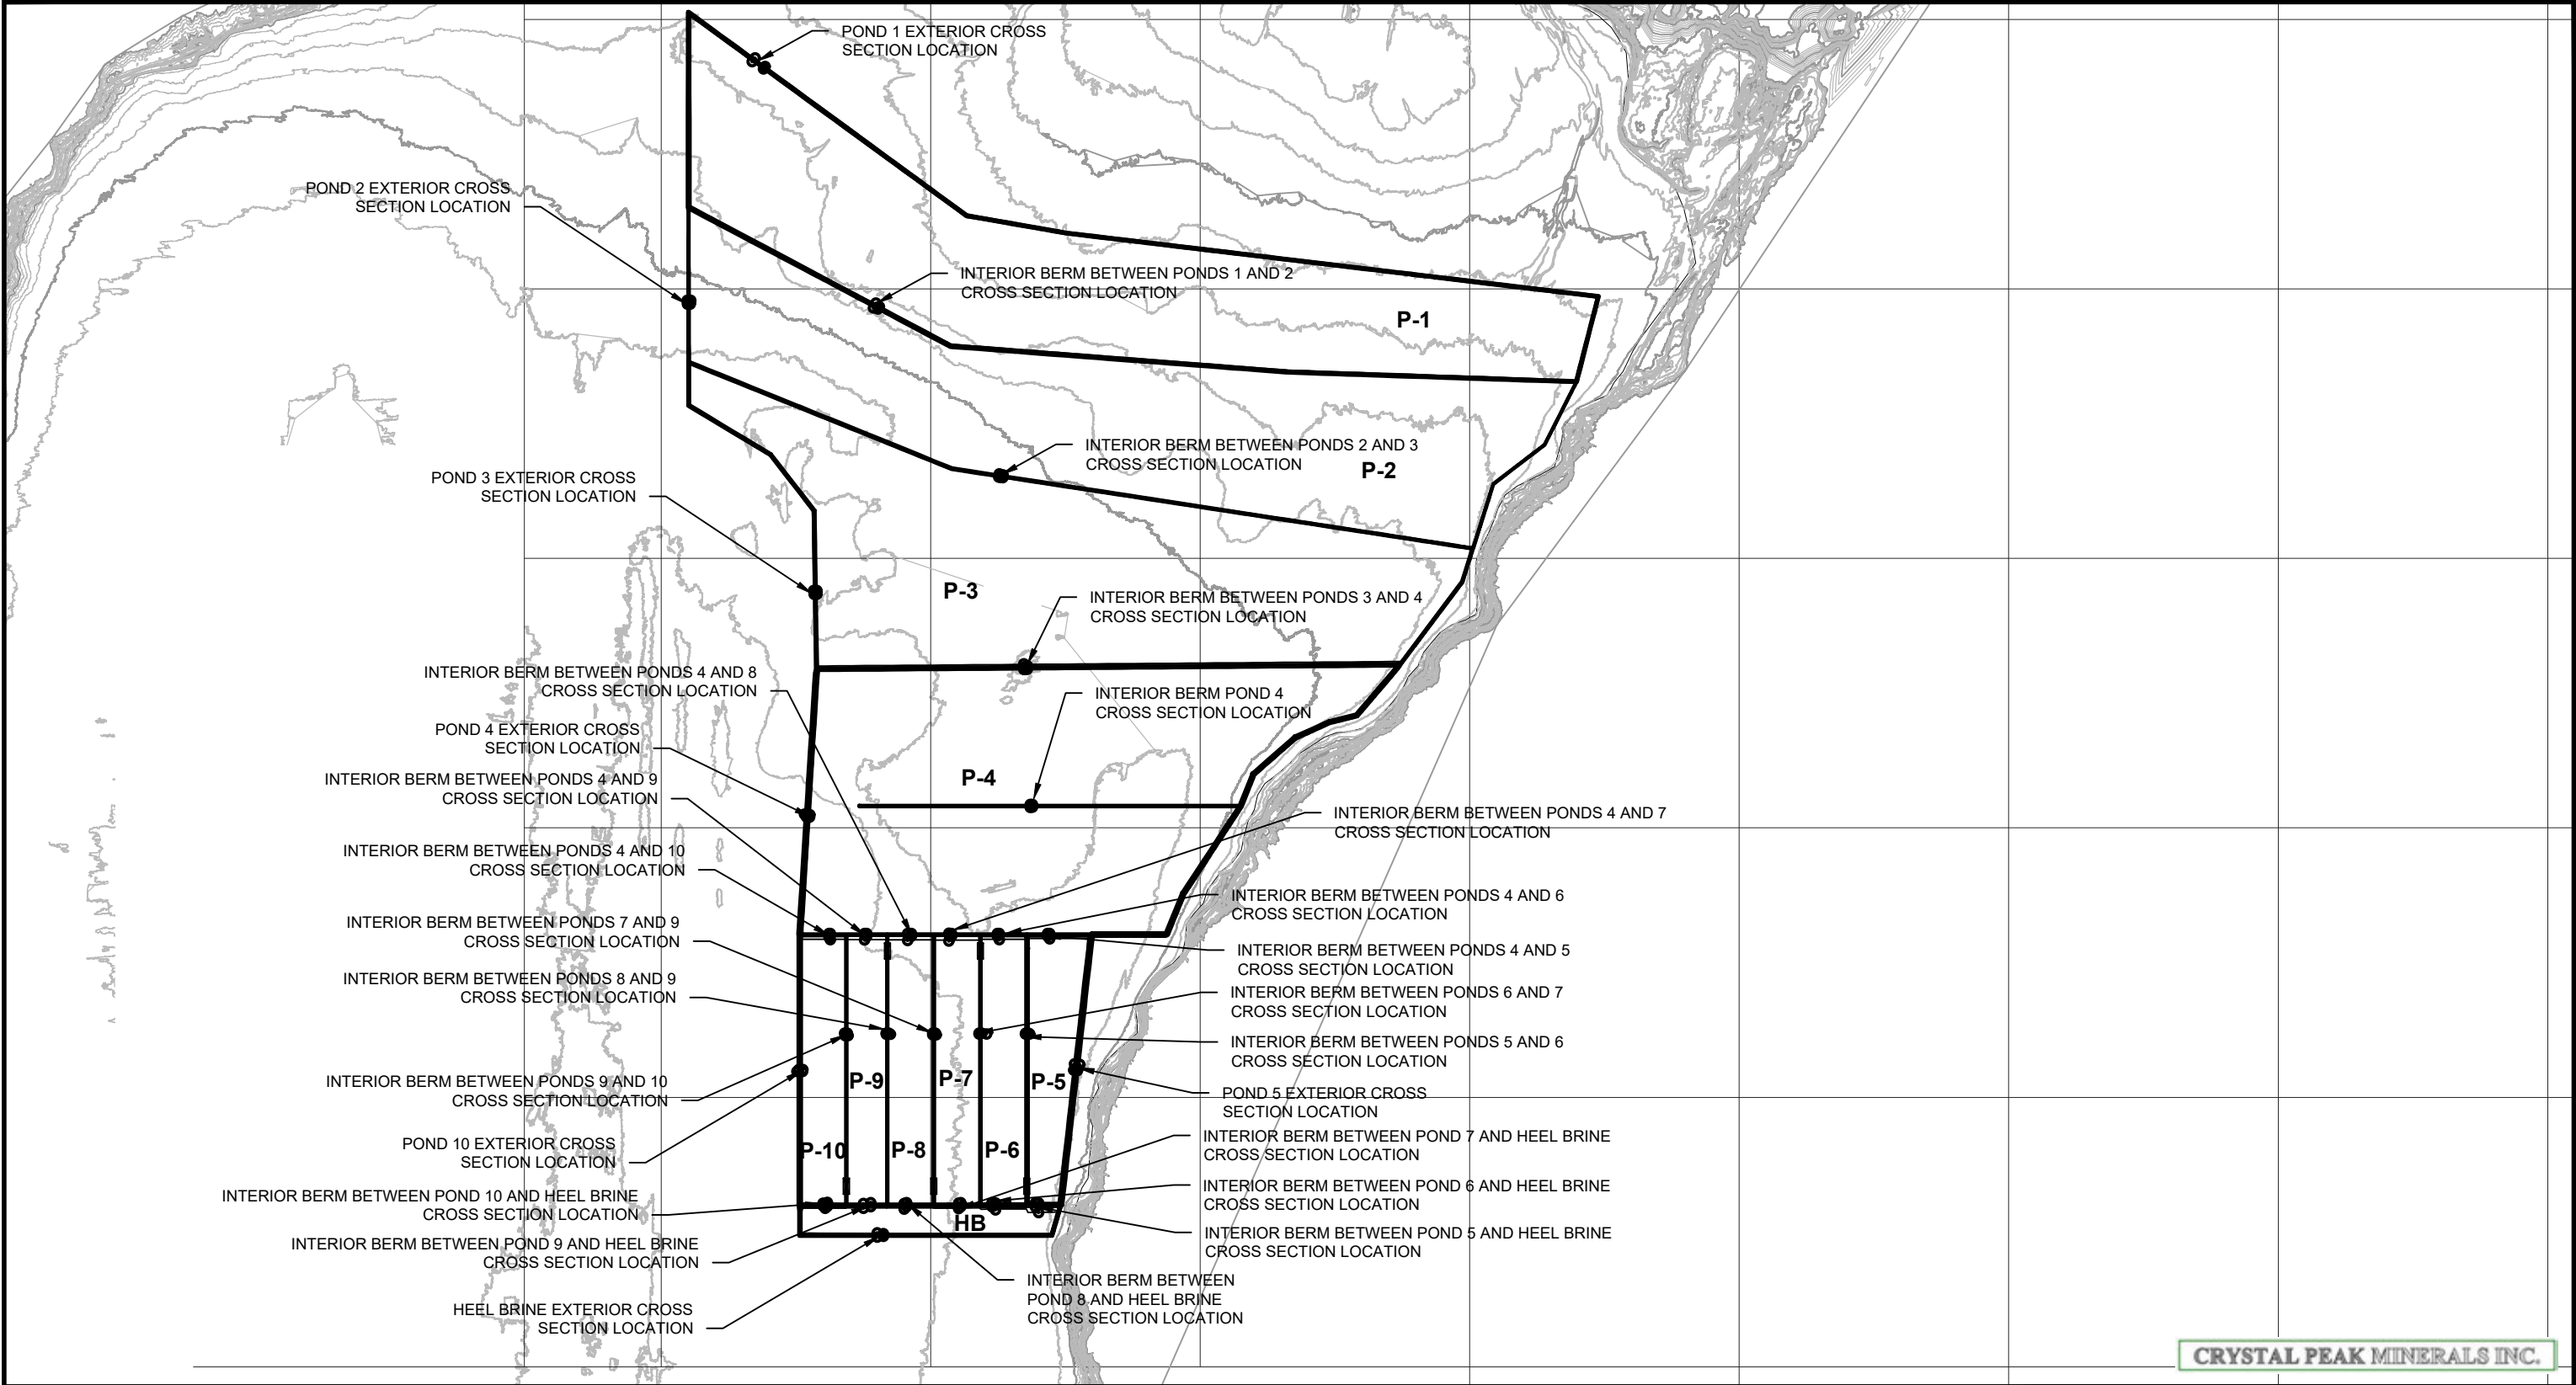 POND 1 EXTERIOR CROSS
SECTION LOCATION
POND 2 EXTERIOR CROSS
SECTION LOCATION
INTERIOR BERM BETWEEN PONDS 1 AND 2
CROSS SECTION LOCATION
P-1
INTERIOR BERM BETWEEN PONDS 2 AND 3
CROSS SECTION LOCATION
P-2
POND 3 EXTERIOR CROSS
SECTION LOCATION
P-3
INTERIOR BERM BETWEEN PONDS 3 AND 4
CROSS SECTION LOCATION
INTERIOR BERM BETWEEN PONDS 4 AND 8
CROSS SECTION LOCATION
INTERIOR BERM POND 4
CROSS SECTION LOCATION
POND 4 EXTERIOR CROSS
SECTION LOCATION
P-4
INTERIOR BERM BETWEEN PONDS 4 AND 9
CROSS SECTION LOCATION
INTERIOR BERM BETWEEN PONDS 4 AND 7
CROSS SECTION LOCATION
INTERIOR BERM BETWEEN PONDS 4 AND 10
CROSS SECTION LOCATION
INTERIOR BERM BETWEEN PONDS 4 AND 6
CROSS SECTION LOCATION
INTERIOR BERM BETWEEN PONDS 7 AND 9
CROSS SECTION LOCATION
INTERIOR BERM BETWEEN PONDS 4 AND 5
CROSS SECTION LOCATION
INTERIOR BERM BETWEEN PONDS 8 AND 9
CROSS SECTION LOCATION
INTERIOR BERM BETWEEN PONDS 6 AND 7
CROSS SECTION LOCATION
INTERIOR BERM BETWEEN PONDS 5 AND 6
CROSS SECTION LOCATION
INTERIOR BERM BETWEEN PONDS 9 AND 10
CROSS SECTION LOCATION
P-9
P-7
P-5
POND 5 EXTERIOR CROSS
SECTION LOCATION
POND 10 EXTERIOR CROSS
SECTION LOCATION
P-10
P-8
P-6
INTERIOR BERM BETWEEN POND 7 AND HEEL BRINE
CROSS SECTION LOCATION
INTERIOR BERM BETWEEN POND 10 AND HEEL BRINE
CROSS SECTION LOCATION
INTERIOR BERM BETWEEN POND 6 AND HEEL BRINE
CROSS SECTION LOCATION
HB
INTERIOR BERM BETWEEN POND 9 AND HEEL BRINE
CROSS SECTION LOCATION
INTERIOR BERM BETWEEN POND 5 AND HEEL BRINE
CROSS SECTION LOCATION
INTERIOR BERM BETWEEN
POND 8 AND HEEL BRINE
CROSS SECTION LOCATION
HEEL BRINE EXTERIOR CROSS
SECTION LOCATION
CRYSTAL PEAK MINERALS INC.